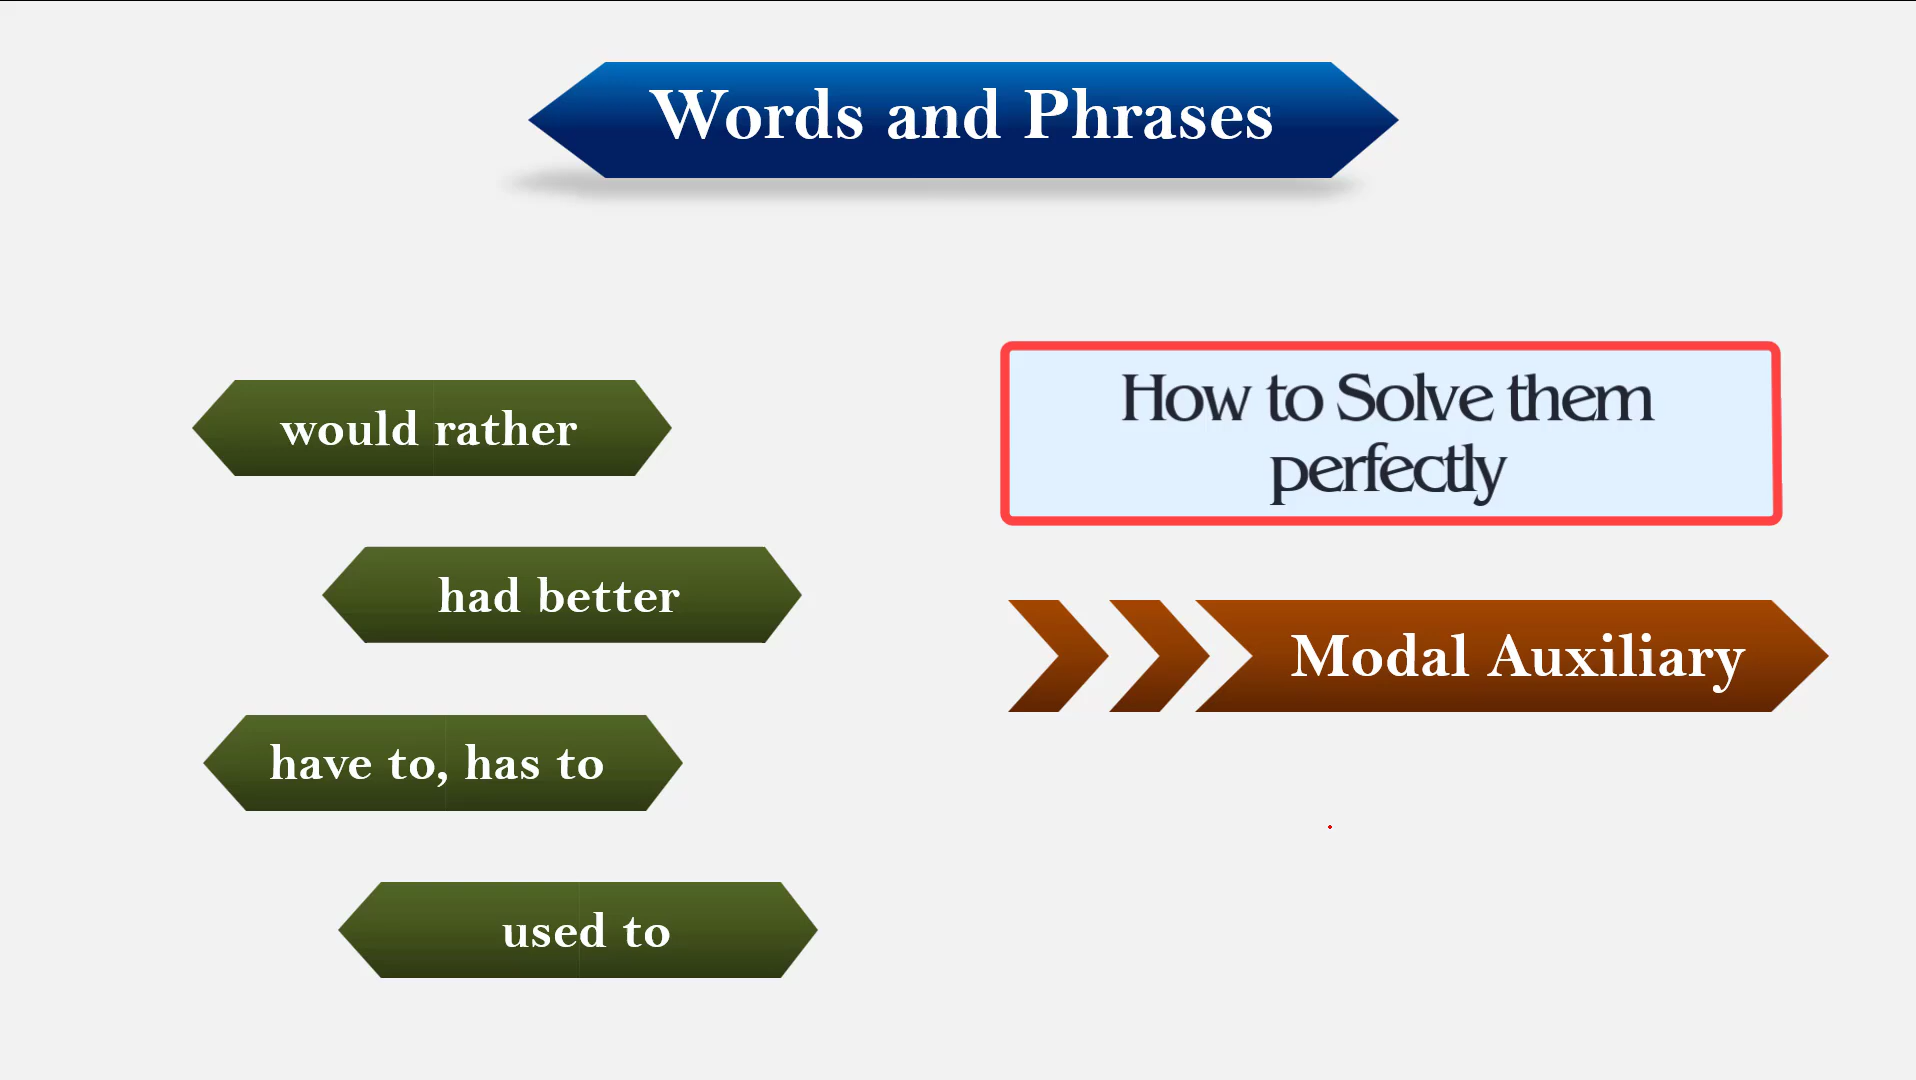 Words and Phrases
would rather
had better
have to, has to
used to
How to Solve them
perfectly
Modal Auxiliary